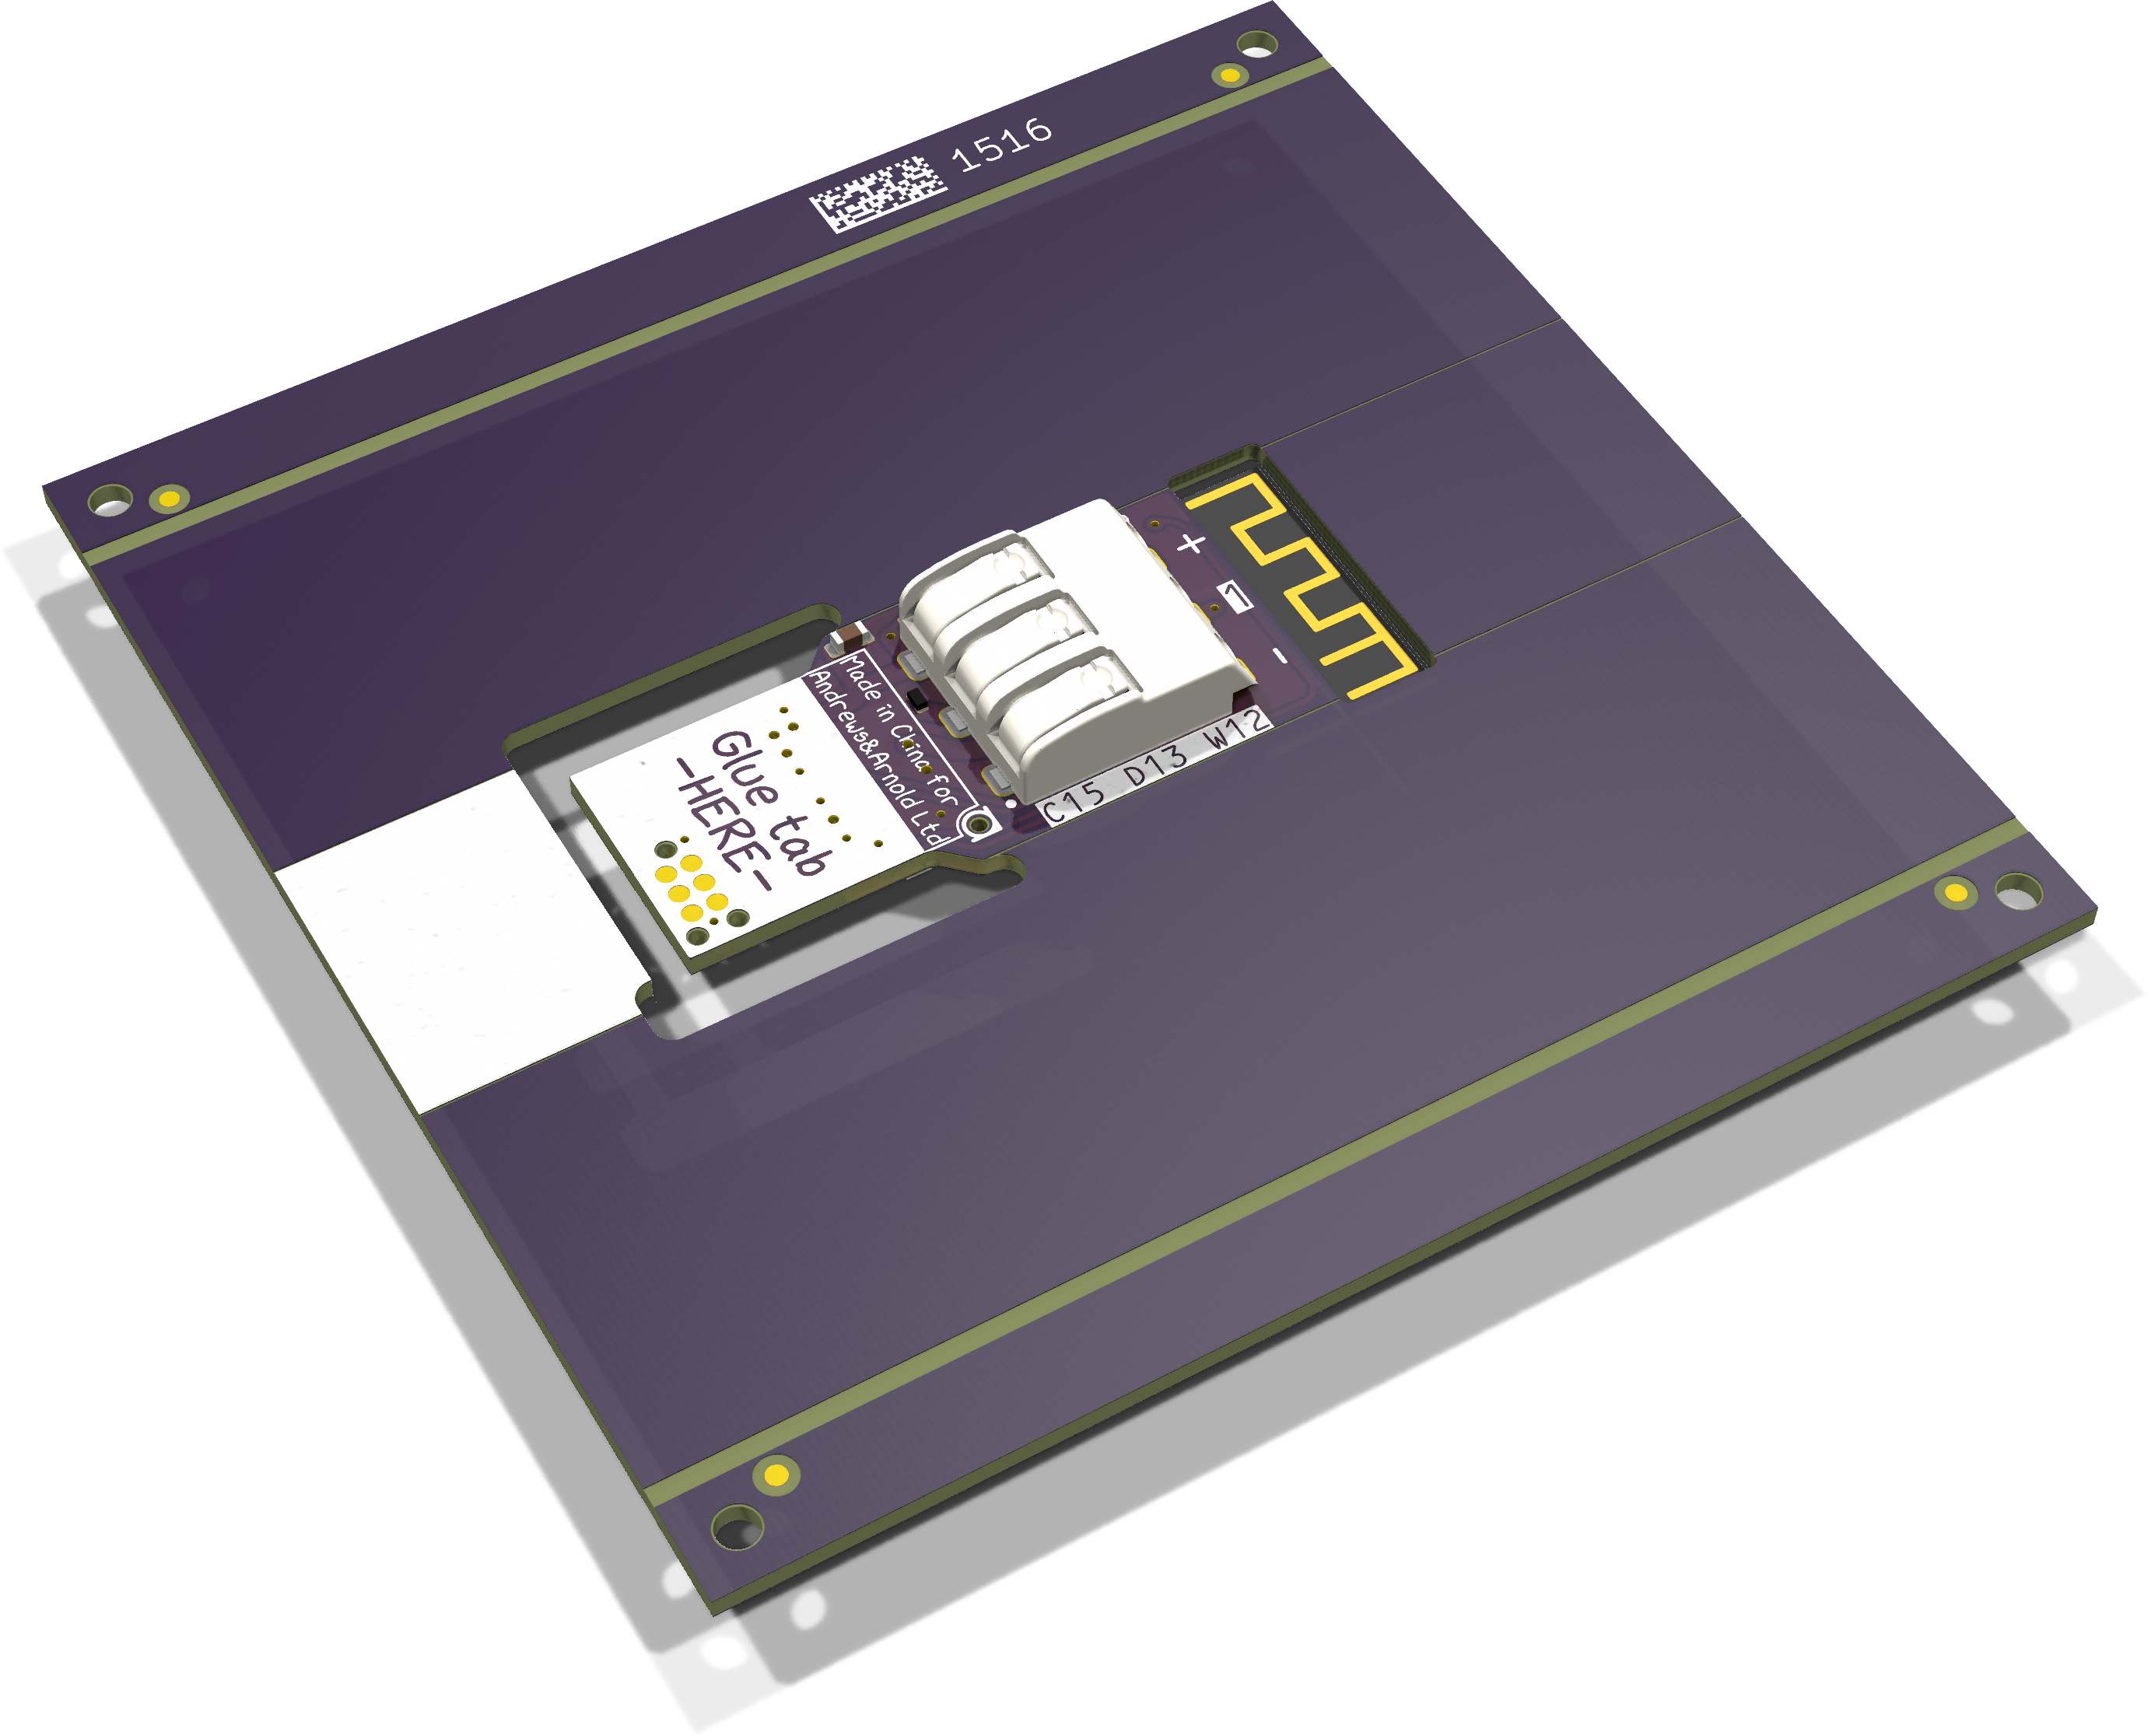 1516
+
1
-
Made in China for
Andrews&Arnold Ltd
Glue tab
-HERE-
C15 D13 W12